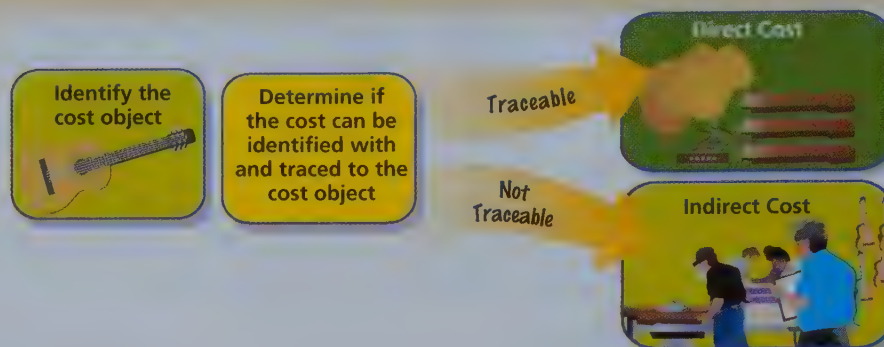 Identify the
cost object
Determine if
the cost can be
identified with
and traced to the
cost object
Traceable
Direct Cost
Not
Traceable
Indirect Cost